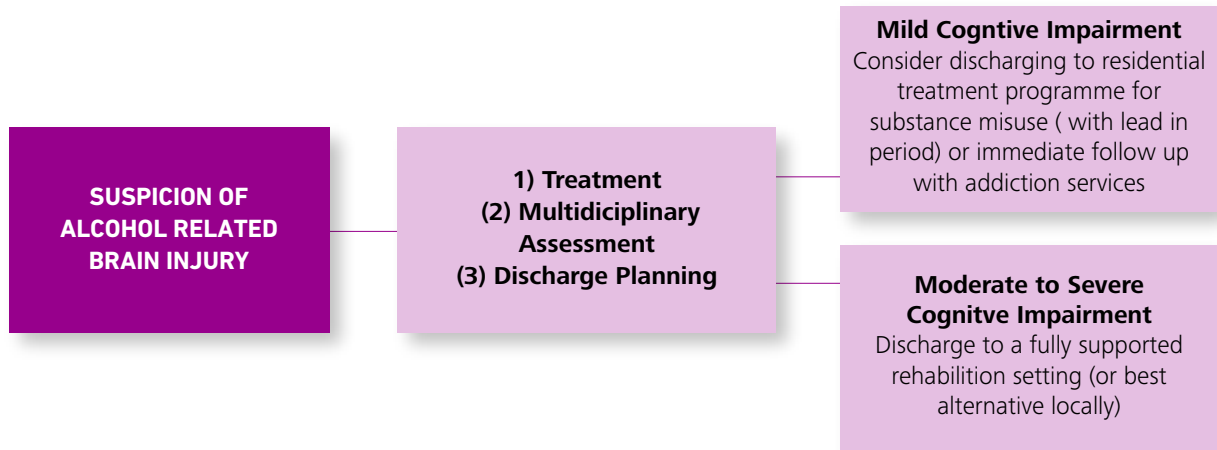 SUSPICION OF
ALCOHOL RELATED
BRAIN INJURY
1) Treatment
(2) Multidiciplinary
Assessment
(3) Discharge Planning
Mild Cogntive Impairment
Consider discharging to residential
treatment programme for
substance misuse ( with lead in
period) or immediate follow up
with addiction services
Moderate to Severe
Cognitve Impairment
Discharge to a fully supported
rehabilition setting (or best
alternative locally)